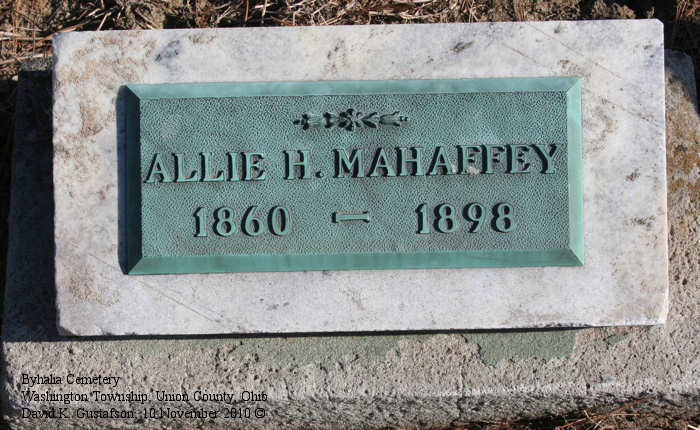 ALLIE H. MAHAFFEY
1860 – 1898
Byhalia Cemetery
Washington Township, Union County, Ohio
David K. Gustafson, 10 November 2010 ©